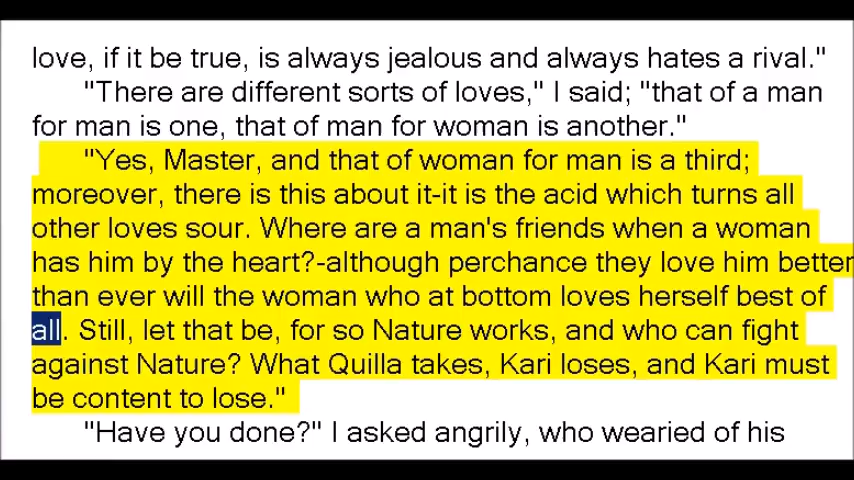 love, if it be true, is always jealous and always hates a rival."
"There are different sorts of loves," I said; "that of a man
for man is one, that of man for woman is another."
"Yes, Master, and that of woman for man is a third;
moreover, there is this about it-it is the acid which turns all
other loves sour. Where are a man's friends when a woman
has him by the heart?-although perchance they love him better
than ever will the woman who at bottom loves herself best of
all. Still, let that be, for so Nature works, and who can fight
against Nature? What Quilla takes, Kari loses, and Kari must
be content to lose."
"Have you done?" I asked angrily, who wearied of his